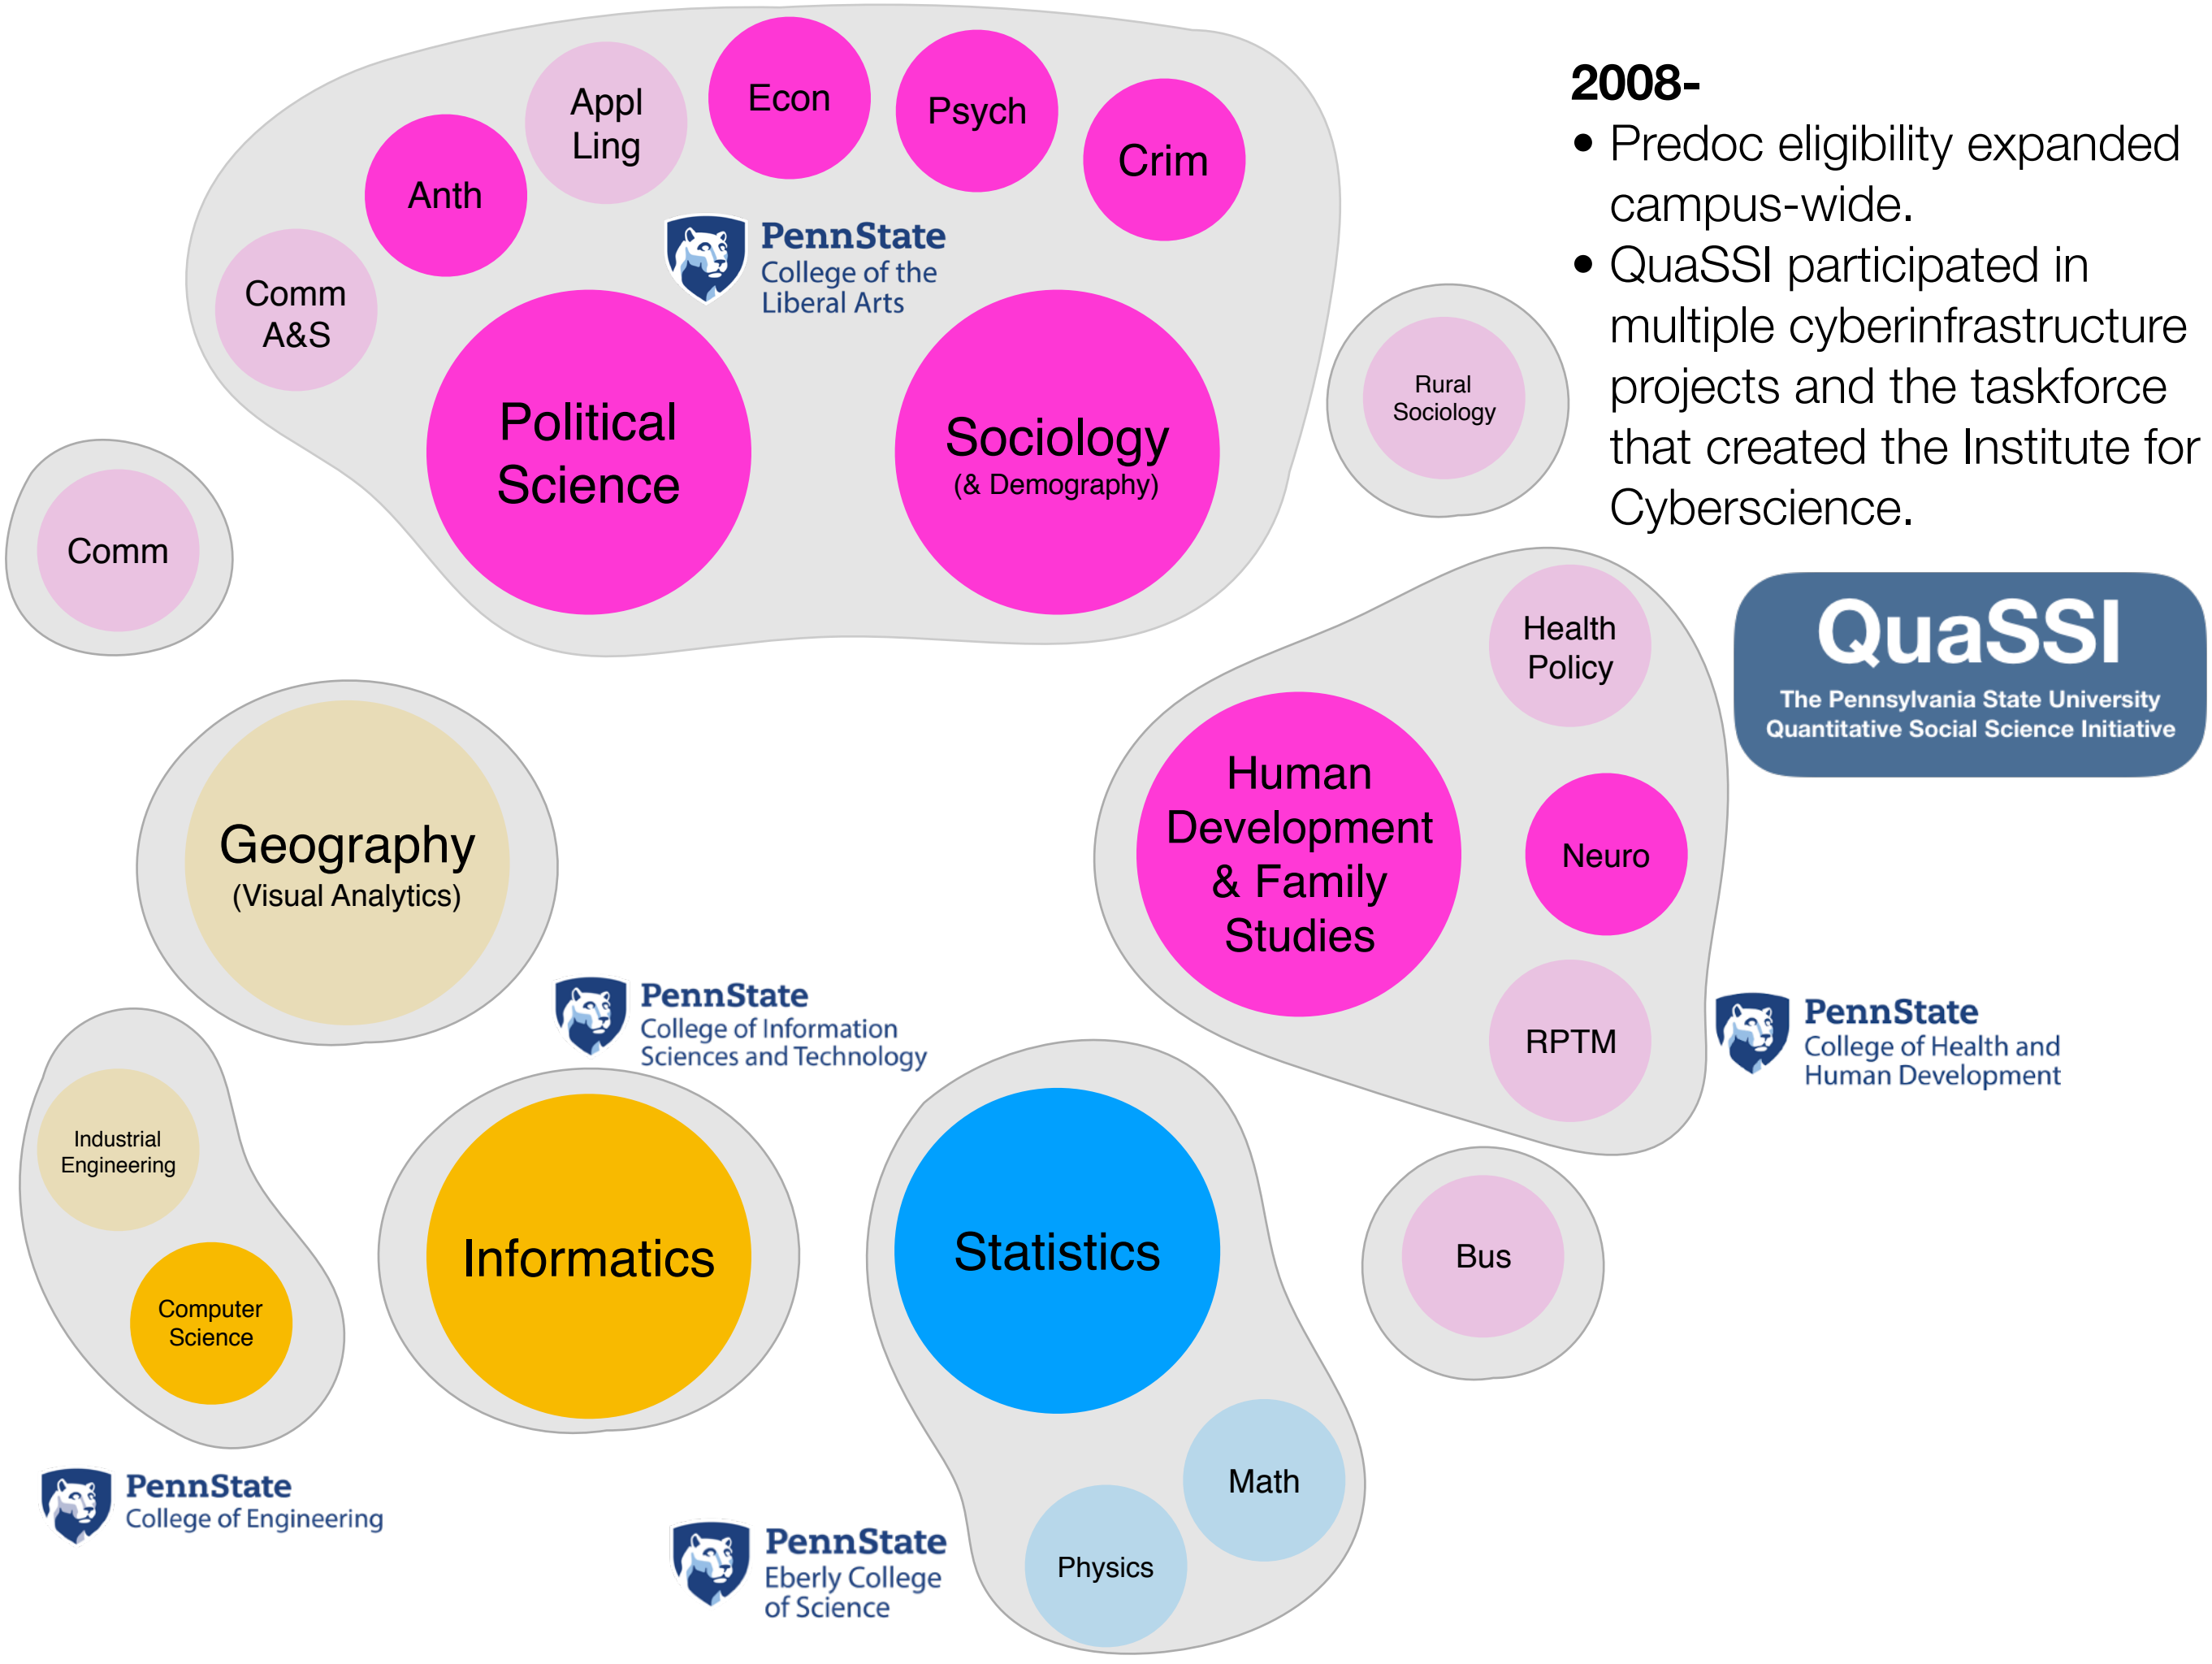 2008-
• Predoc eligibility expanded
campus-wide.
• QuaSSI participated in
multiple cyberinfrastructure
projects and the taskforce
that created the Institute for
Cyberscience.
Appl
Ling
Econ
Psych
Crim
Anth
Comm
A&S
PennState
College of the
Liberal Arts
Political
Science
Sociology
(& Demography)
Rural
Sociology
Comm
QuaSSI
The Pennsylvania State University
Quantitative Social Science Initiative
Health
Policy
Human
Development
& Family
Studies
Neuro
RPTM
PennState
College of Health and
Human Development
Geography
(Visual Analytics)
PennState
College of Information
Sciences and Technology
Industrial
Engineering
Computer
Science
Informatics
Statistics
Bus
Math
Physics
PennState
College of Engineering
PennState
Eberly College
of Science